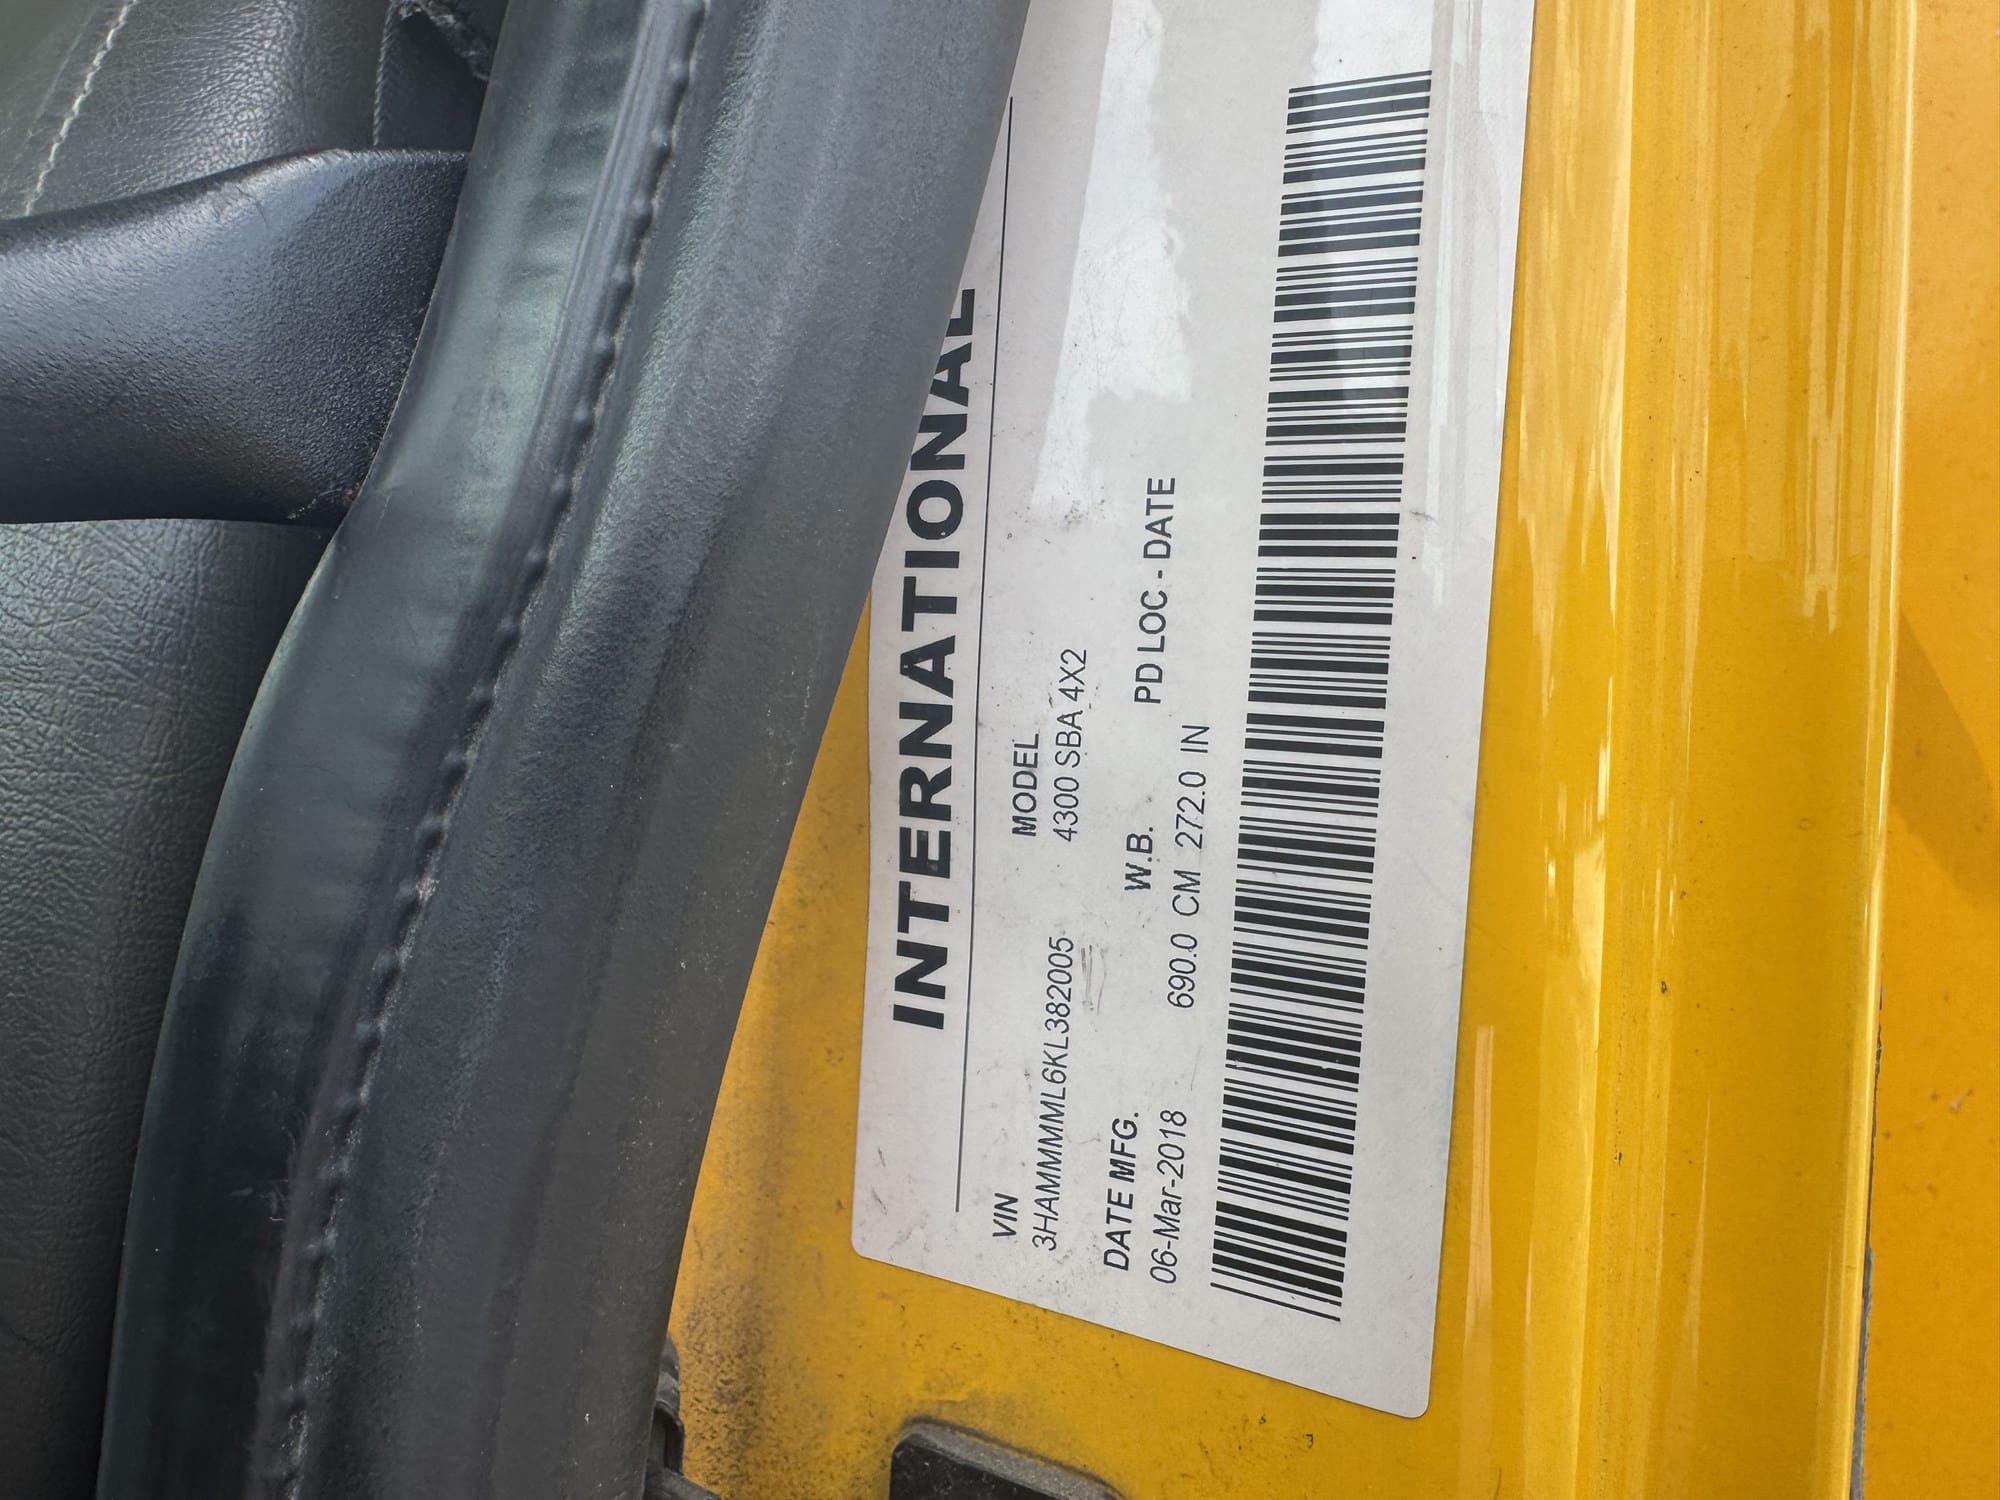 INTERNATIONAL
VIN MODEL
3HAMMMML6KL382005 4300 SBA 4X2
DATE MFG. W.B. PD LOC - DATE
06-Mar-2018 690.0 CM 272.0 IN